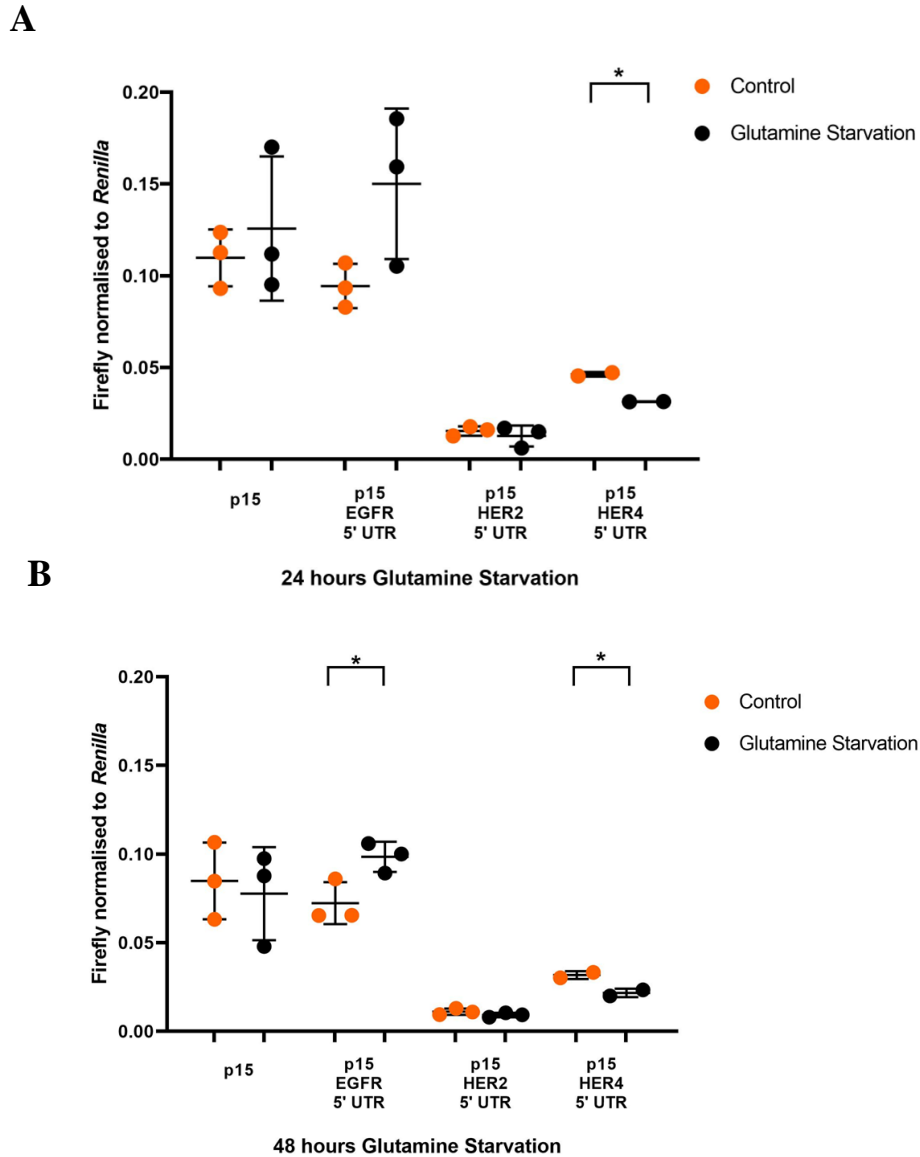 A
*
Control
Glutamine Starvation
0.20
0.15
0.10
0.05
0.00
Firefly normalised to Renilla
p15
p15
EGFR
5' UTR
p15
HER2
5' UTR
p15
HER4
5' UTR
24 hours Glutamine Starvation
B
*
*
Control
Glutamine Starvation
0.20
0.15
0.10
0.05
0.00
Firefly normalised to Renilla
p15
p15
EGFR
5' UTR
p15
HER2
5' UTR
p15
HER4
5' UTR
48 hours Glutamine Starvation